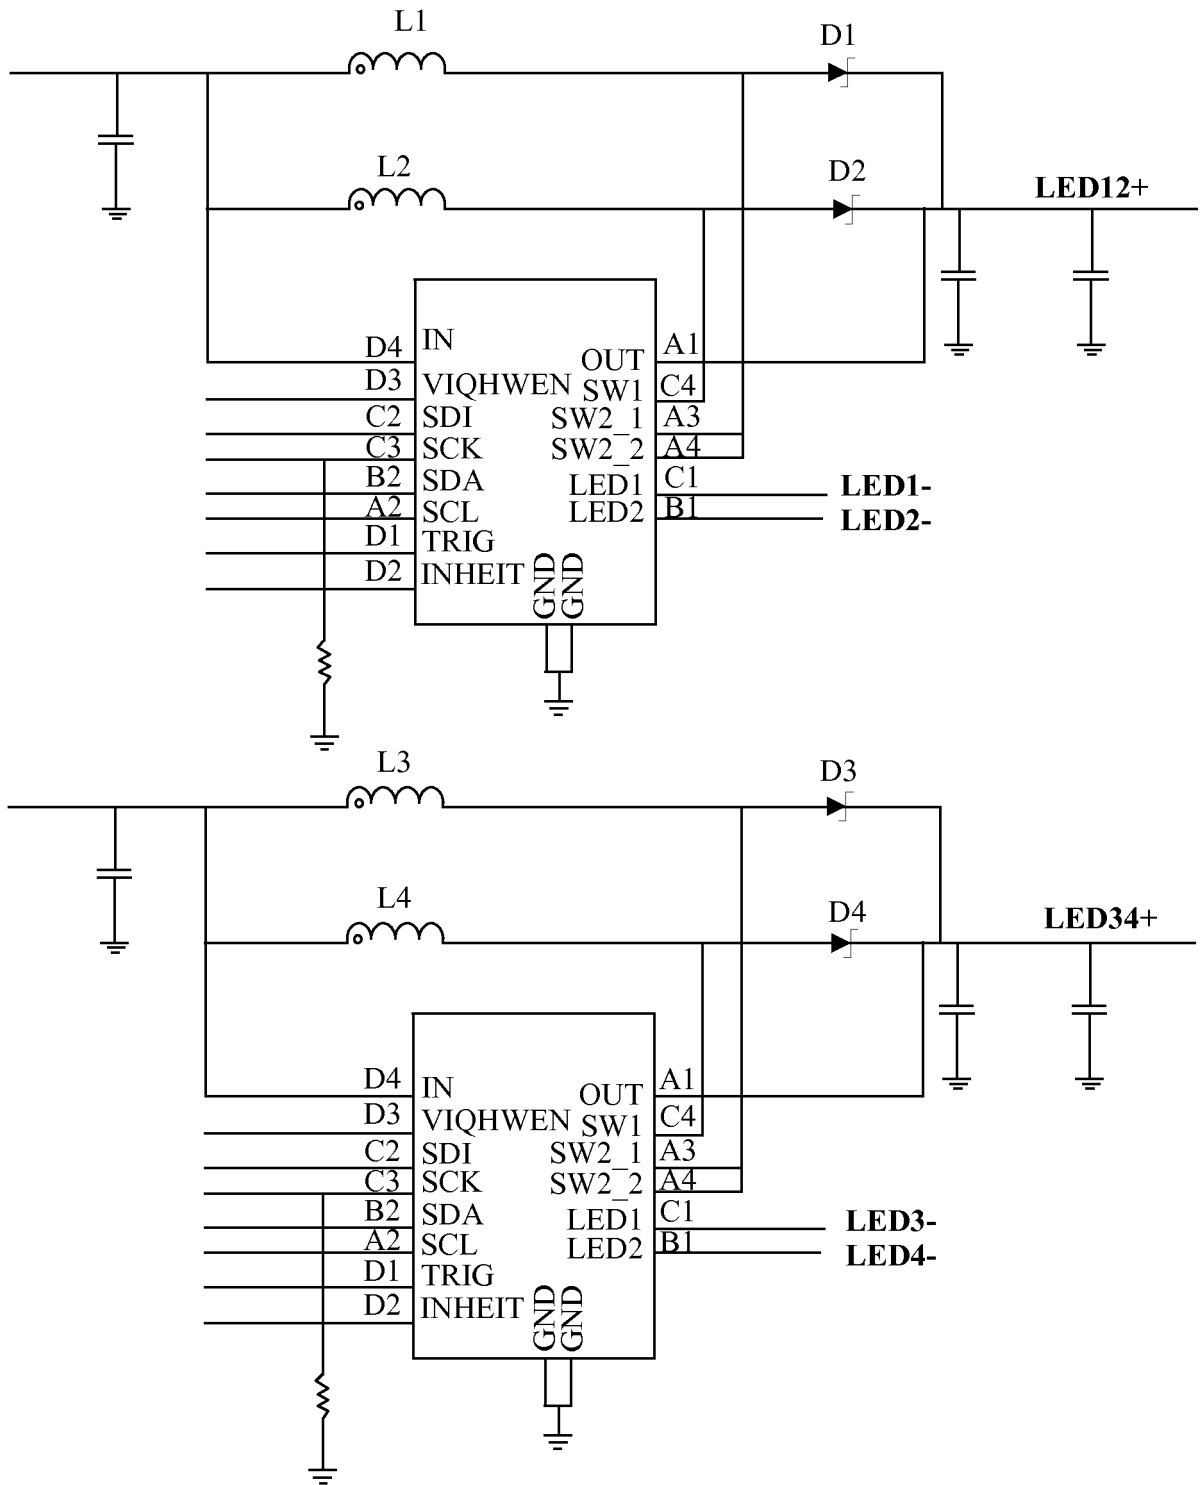 L1
D1
L2
D2
LED12+
D4 IN
OUT A1
D3 VIQHWEN
SW1 C4
C2 SDI
SW2_1 A3
C3 SCK
SW2_2 A4
B2 SDA
LED1 C1
LED1-
A2 SCL
LED2 B1
LED2-
D1 TRIG
D2 INHEIT
GND
GND
L3
D3
L4
D4
LED34+
D4 IN
OUT A1
D3 VIQHWEN
SW1 C4
C2 SDI
SW2_1 A3
C3 SCK
SW2_2 A4
B2 SDA
LED1 C1
LED3-
A2 SCL
LED2 B1
LED4-
D1 TRIG
D2 INHEIT
GND
GND